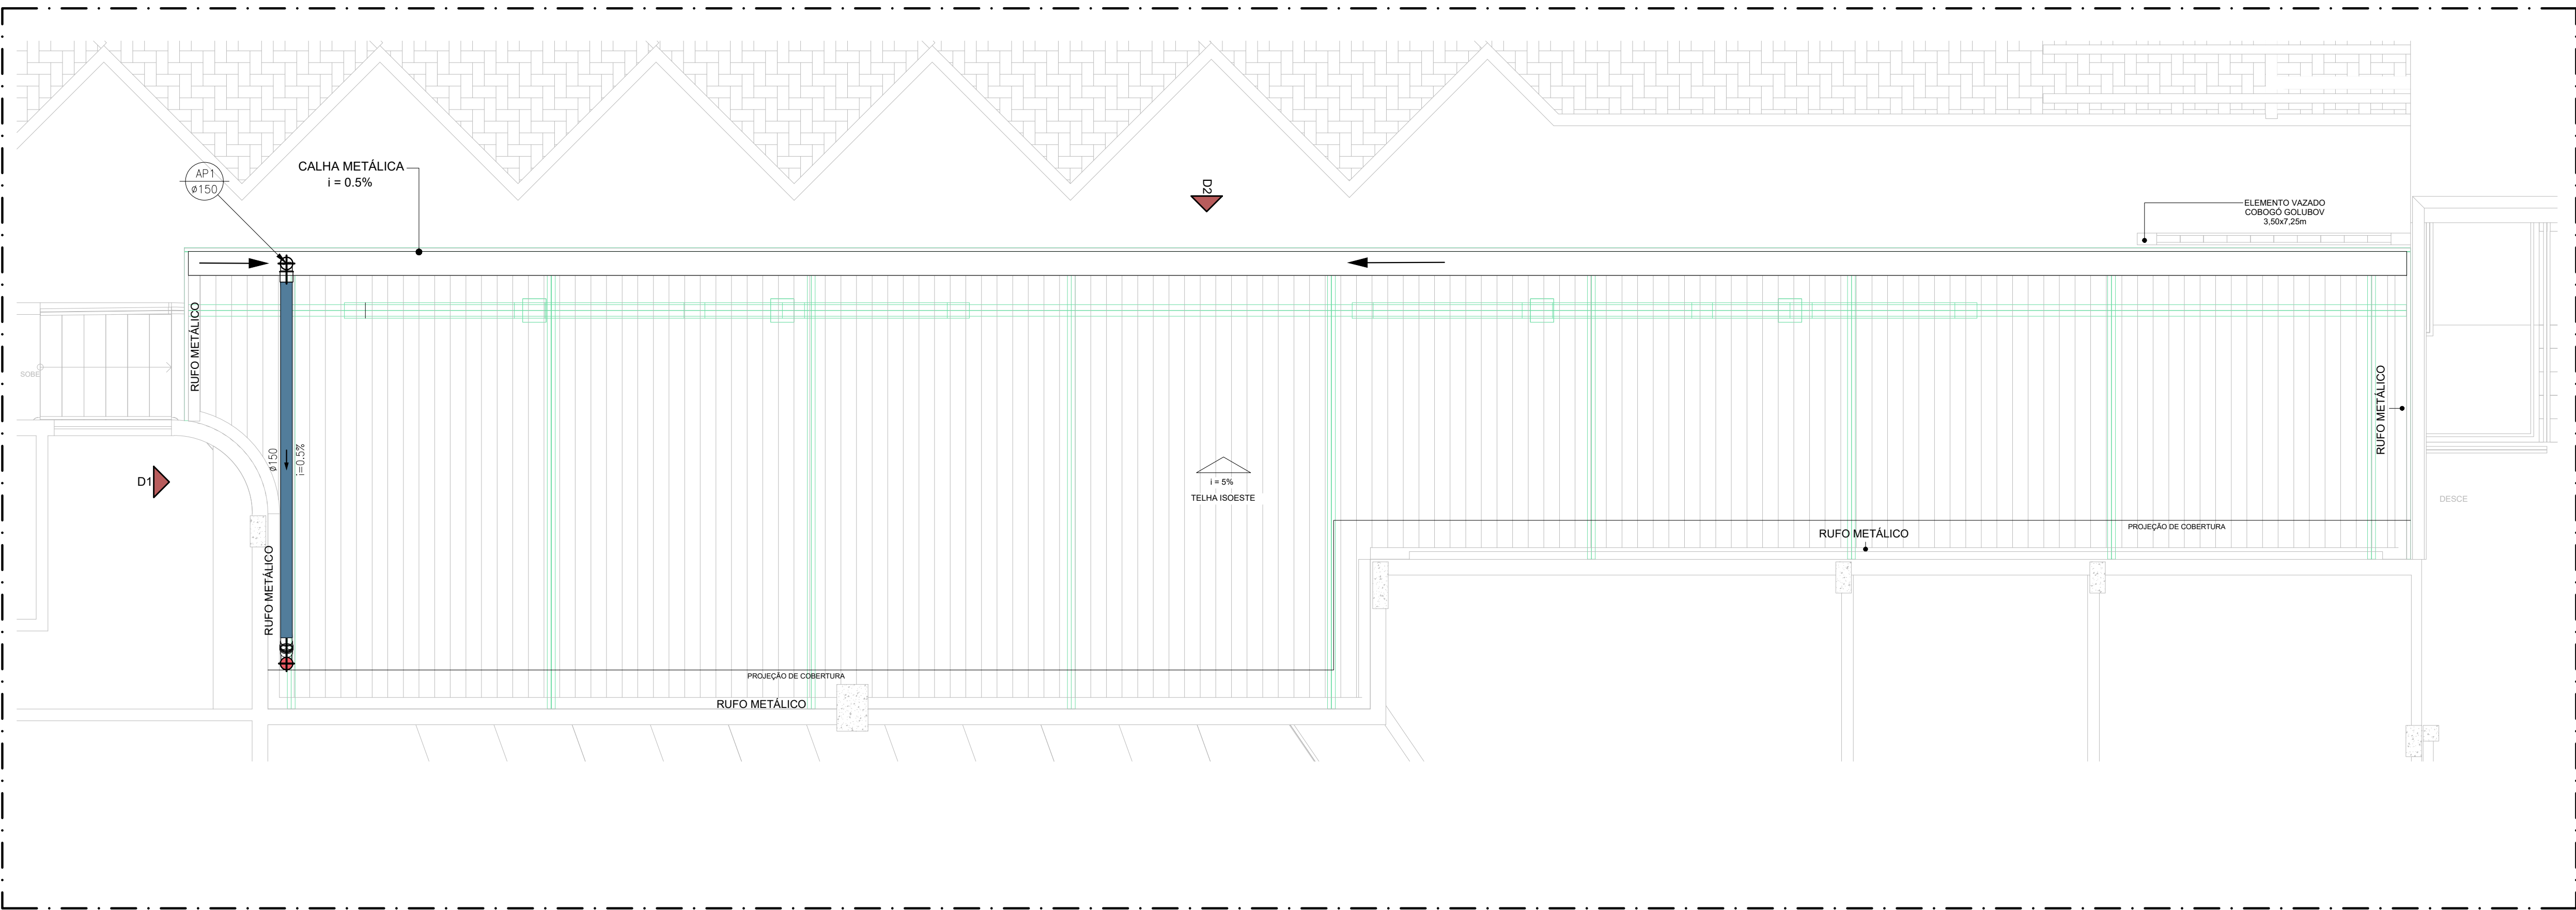 AP1
ø150
CALHA METÁLICA
i = 0.5%
D2
ELEMENTO VAZADO
COBOGÓ GOLUBOV
3,50x7,25m
RUFO METÁLICO
SOBE
RUFO METÁLICO
ø150
i=0.5%
D1
i = 5%
TELHA ISOESTE
DESCE
PROJEÇÃO DE COBERTURA
RUFO METÁLICO
RUFO METÁLICO
PROJEÇÃO DE COBERTURA
RUFO METÁLICO